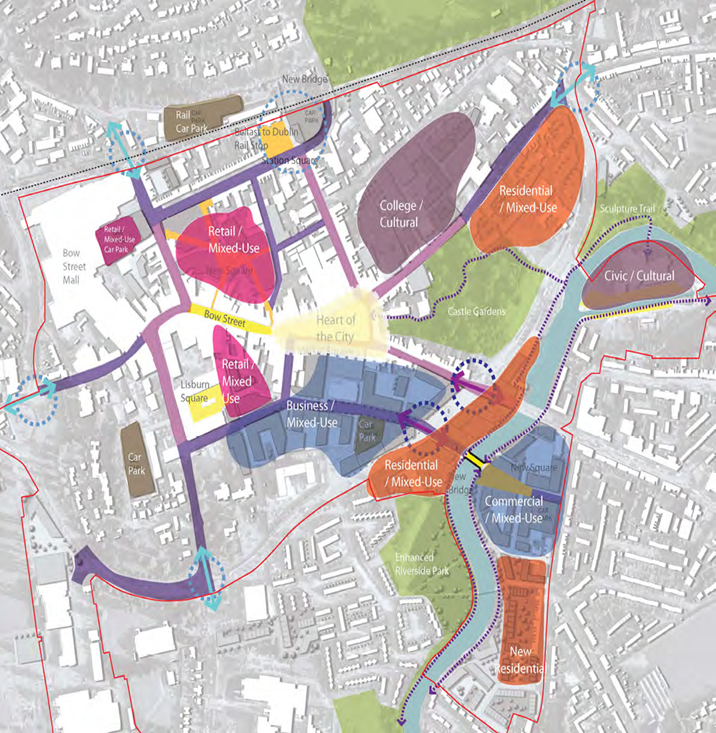 New Bridge
Rail
Car Park
CAR
PARK
Belfast to Dublin
Rail Stop
Station Square
College /
Cultural
Residential
/ Mixed-Use
Sculpture Trail
Retail /
Mixed-Use
Car Park
Retail /
Mixed-Use
New Square
Bow
Street
Mall
Civic / Cultural
Bow Street
Heart of
the City
Castle Gardens
Retail /
Mixed
Use
Lisburn
Square
Business /
Mixed-Use
Car
Park
Car
Park
Residential
/ Mixed-Use
New
Bridge
New Square
Commercial
/ Mixed-Use
Enhanced
Riverside Park
New
Residential